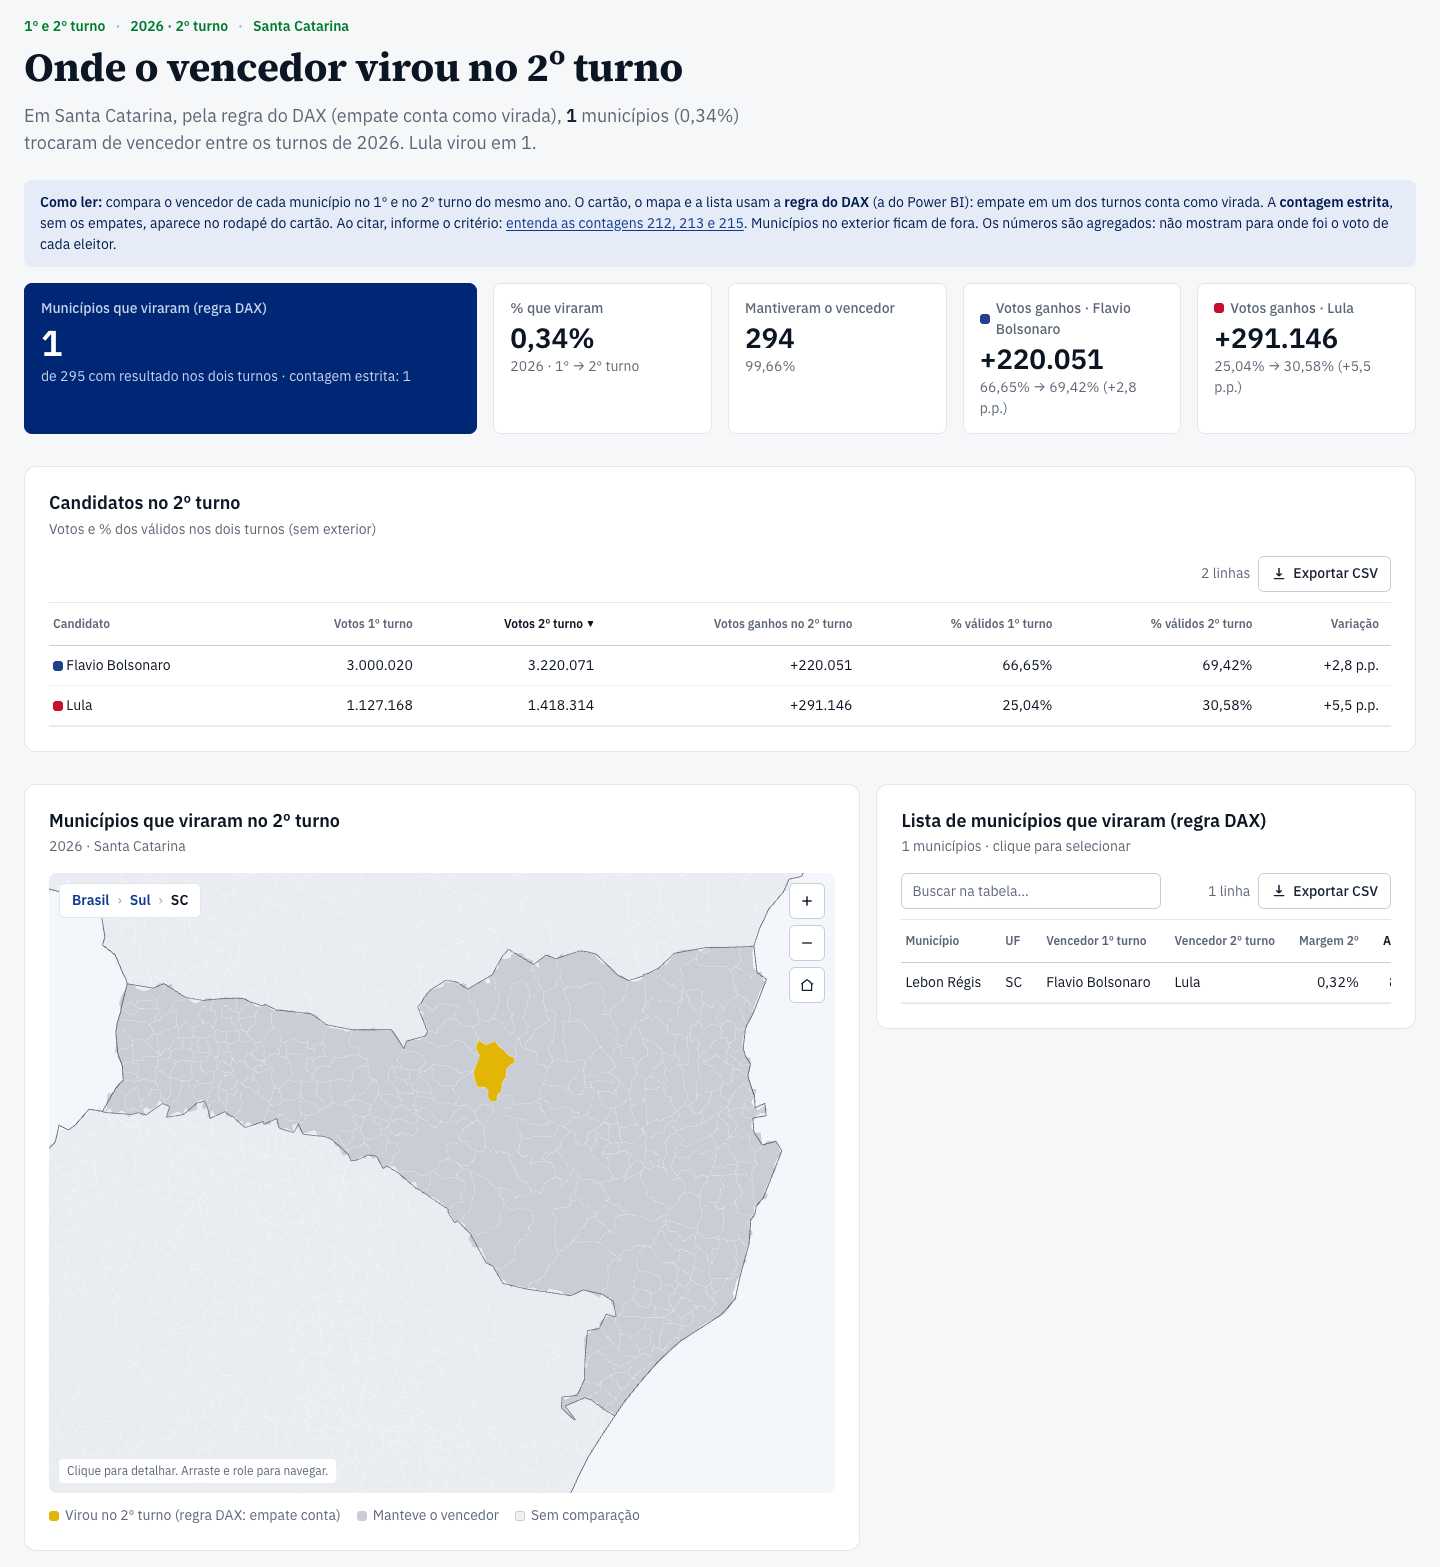 1º e 2º turno · 2026 · 2º turno · Santa Catarina
Onde o vencedor virou no 2º turno
Em Santa Catarina, pela regra do DAX (empate conta como virada), 1 municípios (0,34%)
trocaram de vencedor entre os turnos de 2026. Lula virou em 1.
Como ler: compara o vencedor de cada município no 1º e no 2º turno do mesmo ano. O cartão, o mapa e a lista usam a regra do DAX (a do Power BI): empate em um dos turnos conta como virada. A contagem estrita,
sem os empates, aparece no rodapé do cartão. Ao citar, informe o critério: entenda as contagens 212, 213 e 215. Municípios no exterior ficam de fora. Os números são agregados: não mostram para onde foi o voto de
cada eleitor.
Municípios que viraram (regra DAX)
1
de 295 com resultado nos dois turnos · contagem estrita: 1
% que viraram
0,34%
2026 · 1º → 2º turno
Mantiveram o vencedor
294
99,66%
Votos ganhos · Flavio
Bolsonaro
+220.051
66,65% → 69,42% (+2,8
p.p.)
Votos ganhos · Lula
+291.146
25,04% → 30,58% (+5,5
p.p.)
Candidatos no 2º turno
Votos e % dos válidos nos dois turnos (sem exterior)
2 linhas Exportar CSV
Candidato Votos 1º turno Votos 2º turno ▼ Votos ganhos no 2º turno % válidos 1º turno % válidos 2º turno Variação
Flavio Bolsonaro 3.000.020 3.220.071 +220.051 66,65% 69,42% +2,8 p.p.
Lula 1.127.168 1.418.314 +291.146 25,04% 30,58% +5,5 p.p.
Municípios que viraram no 2º turno
2026 · Santa Catarina
Brasil › Sul › SC
+
−
Clique para detalhar. Arraste e role para navegar.
Virou no 2º turno (regra DAX: empate conta) Manteve o vencedor Sem comparação
Lista de municípios que viraram (regra DAX)
1 municípios · clique para selecionar
Buscar na tabela... 1 linha Exportar CSV
Município UF Vencedor 1º turno Vencedor 2º turno Margem 2º A
Lebon Régis SC Flavio Bolsonaro Lula 0,32%